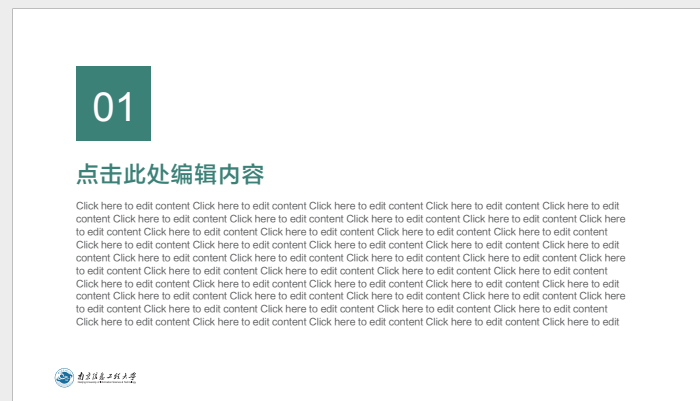 01
点击此处编辑内容
Click here to edit content Click here to edit content Click here to edit content Click here to edit content Click here to edit
content Click here to edit content Click here to edit content Click here to edit content Click here to edit content Click here
to edit content Click here to edit content Click here to edit content Click here to edit content Click here to edit content
Click here to edit content Click here to edit content Click here to edit content Click here to edit content Click here to edit
content Click here to edit content Click here to edit content Click here to edit content Click here to edit content Click here
to edit content Click here to edit content Click here to edit content Click here to edit content Click here to edit content
Click here to edit content Click here to edit content Click here to edit content Click here to edit content Click here to edit
content Click here to edit content Click here to edit content Click here to edit content Click here to edit content Click here
to edit content Click here to edit content Click here to edit content Click here to edit content Click here to edit content
Click here to edit content Click here to edit content Click here to edit content Click here to edit content Click here to edit
南京信息工程大学